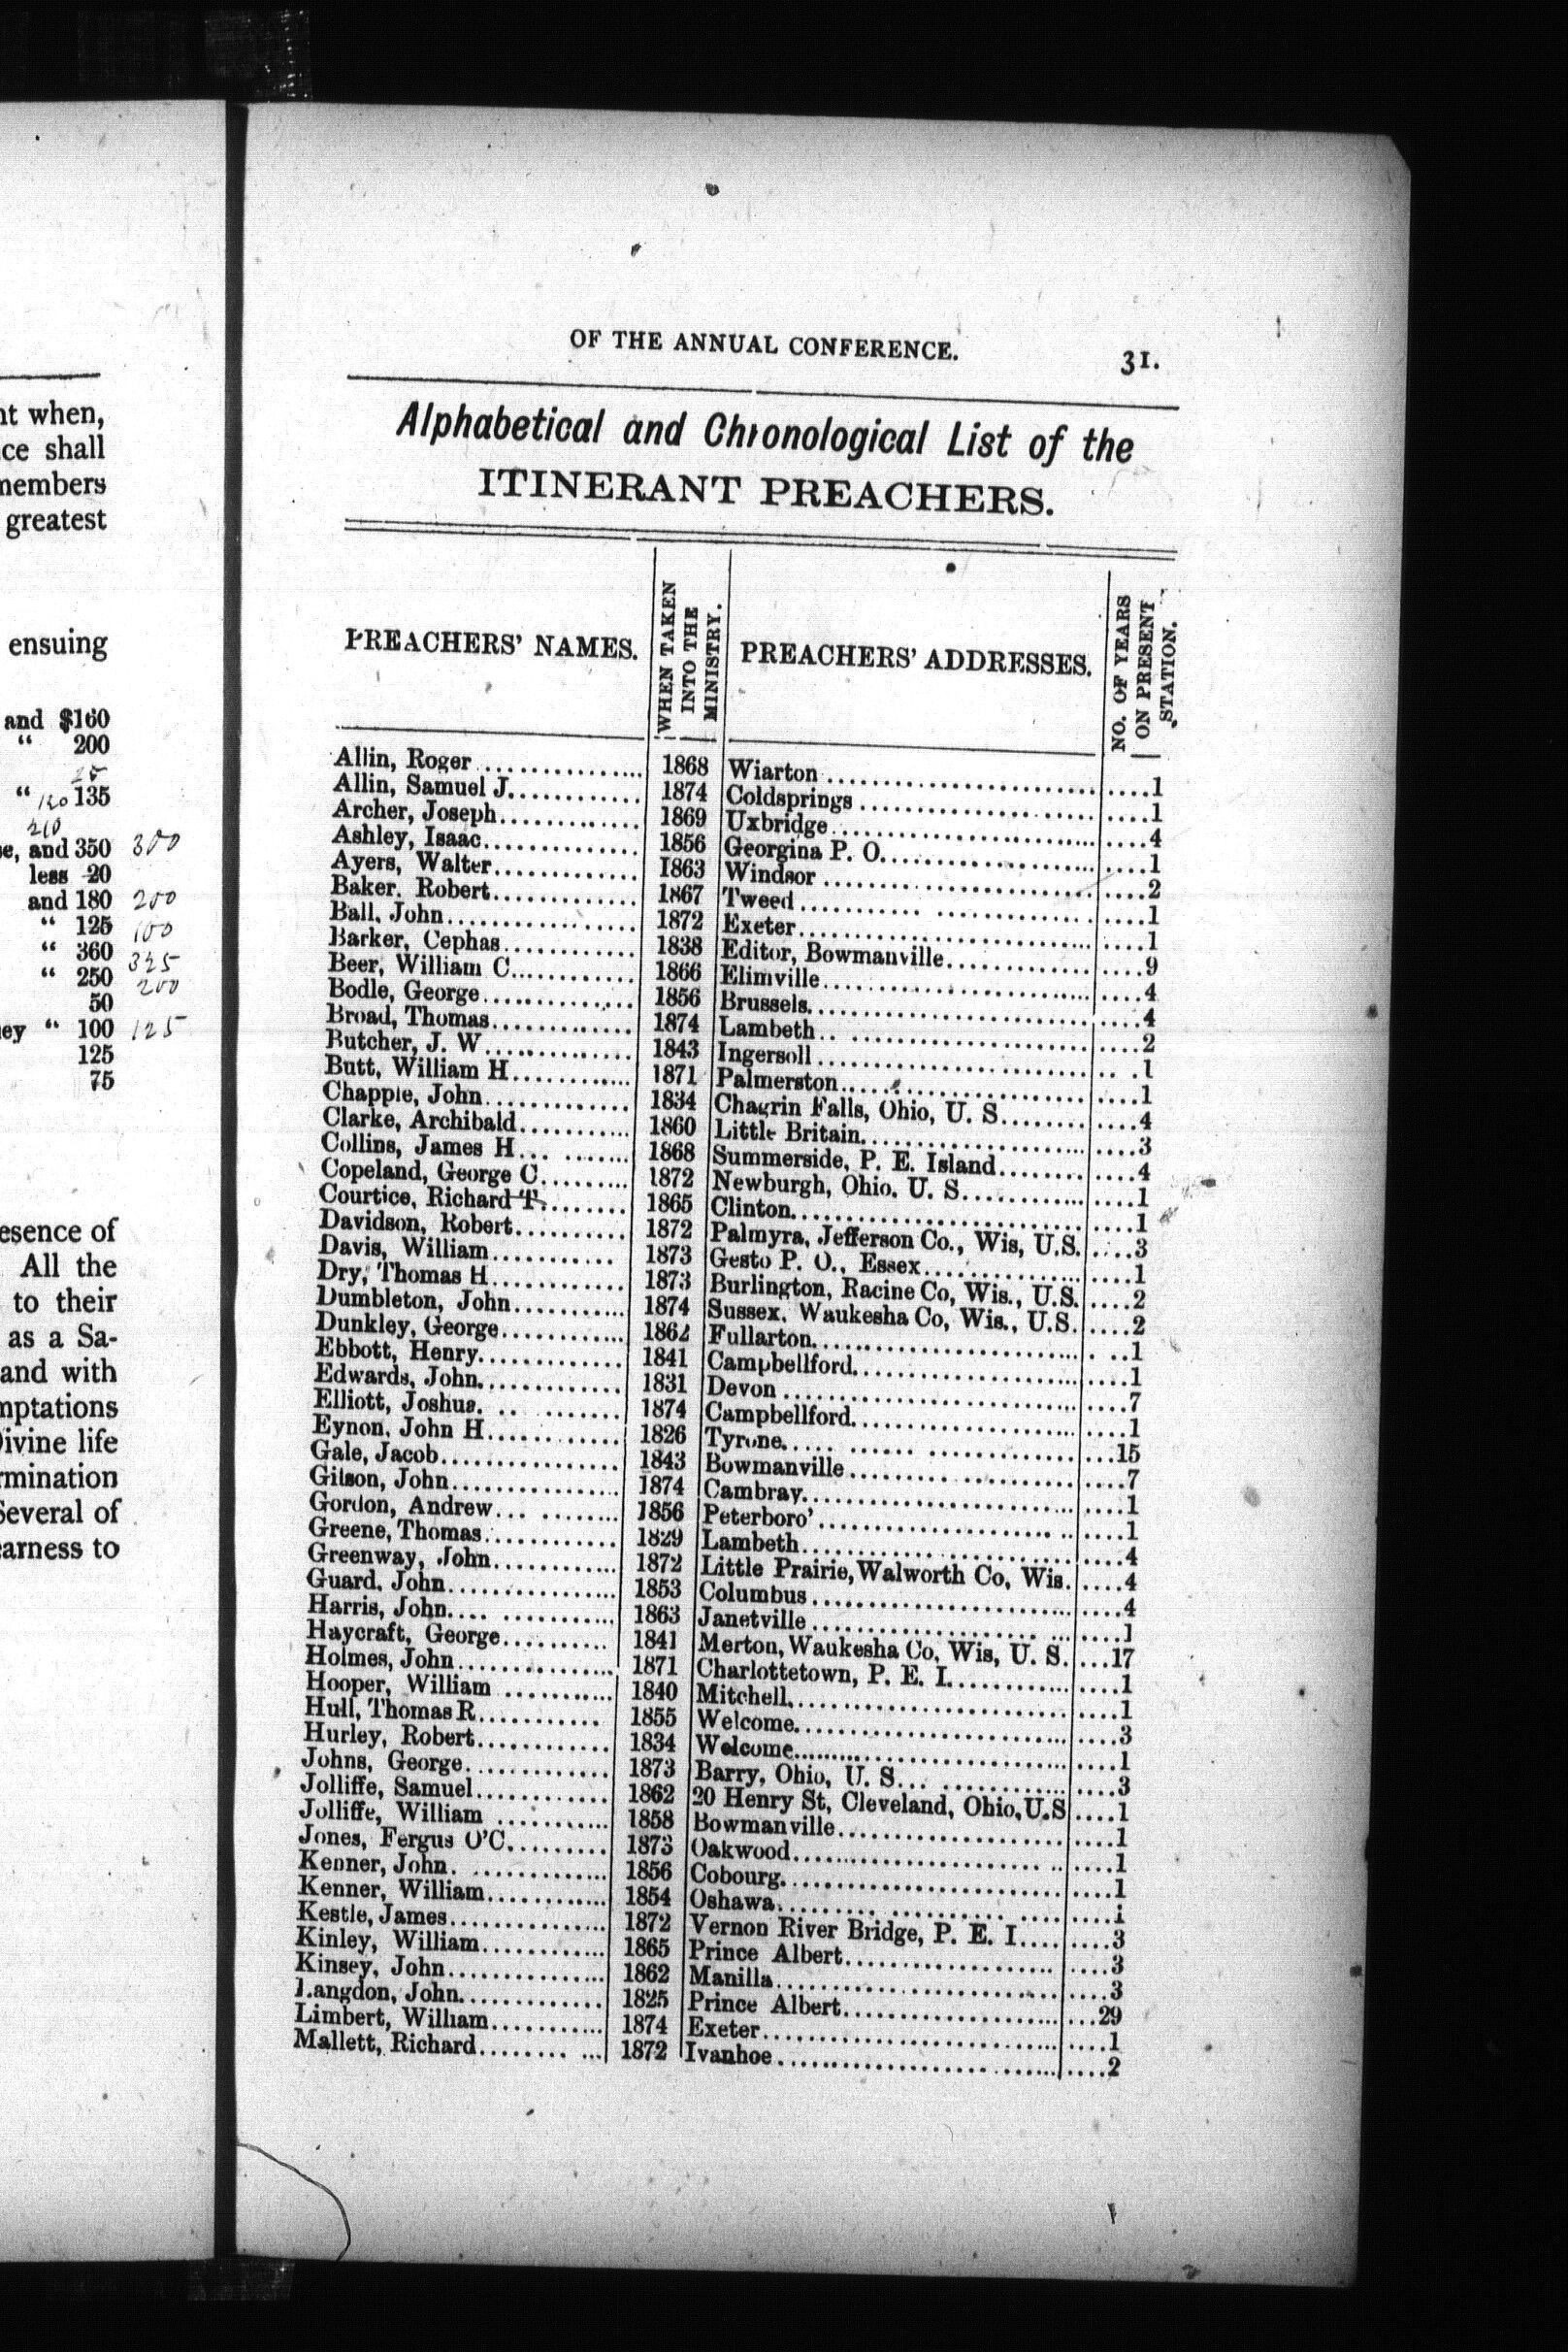 nt when,
ce shall
members
greatest
ensuing
and $160
“ 200
“ 120 135
210
e, and 350 300
less 20
and 180 200
“ 125 100
“ 360 325
“ 250 200
50
ey “ 100 125
125
75
esence of
All the
to their
as a Sa-
and with
mptations
Divine life
rmination
Several of
earness to
OF THE ANNUAL CONFERENCE. 31.
Alphabetical and Chronological List of the
ITINERANT PREACHERS.
PREACHERS’ NAMES. WHEN TAKEN INTO THE MINISTRY. PREACHERS’ ADDRESSES. NO. OF YEARS ON PRESENT STATION.
Allin, Roger 1868 Wiarton 1
Allin, Samuel J. 1874 Coldsprings 1
Archer, Joseph 1869 Uxbridge 4
Ashley, Isaac 1856 Georgina P. O. 1
Ayers, Walter 1863 Windsor 2
Baker. Robert 1867 Tweed 1
Ball, John 1872 Exeter 1
Barker, Cephas 1838 Editor, Bowmanville 9
Beer, William C. 1866 Elimville 4
Bodle, George 1856 Brussels. 4
Broad, Thomas 1874 Lambeth 2
Butcher, J. W 1843 Ingersoll 1
Butt, William H 1871 Palmerston 1
Chapple, John 1834 Chagrin Falls, Ohio, U. S. 4
Clarke, Archibald 1860 Little Britain. 3
Collins, James H 1868 Summerside, P. E. Island 4
Copeland, George C. 1872 Newburgh, Ohio. U. S. 1
Courtice, Richard T. 1865 Clinton. 1
Davidson, Robert 1872 Palmyra, Jefferson Co., Wis, U.S. 3
Davis, William 1873 Gesto P. O., Essex 1
Dry, Thomas H 1873 Burlington, Racine Co, Wis., U.S. 2
Dumbleton, John 1874 Sussex, Waukesha Co, Wis., U.S. 2
Dunkley, George 1862 Fullarton. 1
Ebbott, Henry. 1841 Campbellford. 1
Edwards, John. 1831 Devon 7
Elliott, Joshua. 1874 Campbellford. 1
Eynon, John H 1826 Tyrone. 15
Gale, Jacob 1843 Bowmanville 7
Gilson, John 1874 Cambray. 1
Gordon, Andrew 1856 Peterboro’ 1
Greene, Thomas 1829 Lambeth 4
Greenway, John 1872 Little Prairie, Walworth Co, Wis. 4
Guard, John 1853 Columbus 4
Harris, John 1863 Janetville 1
Haycraft, George 1841 Merton, Waukesha Co, Wis, U. S. 17
Holmes, John 1871 Charlottetown, P. E. I. 1
Hooper, William 1840 Mitchell. 1
Hull, Thomas R 1855 Welcome. 3
Hurley, Robert 1834 Welcome 1
Johns, George 1873 Barry, Ohio, U. S. 3
Jolliffe, Samuel 1862 20 Henry St, Cleveland, Ohio, U.S 1
Jolliffe, William 1858 Bowmanville 1
Jones, Fergus O’C. 1873 Oakwood 1
Kenner, John. 1856 Cobourg. 1
Kenner, William 1854 Oshawa. 1
Kestle, James 1872 Vernon River Bridge, P. E. I. 3
Kinley, William 1865 Prince Albert 3
Kinsey, John 1862 Manilla 3
Langdon, John. 1825 Prince Albert 29
Limbert, William 1874 Exeter 1
Mallett, Richard 1872 Ivanhoe 2